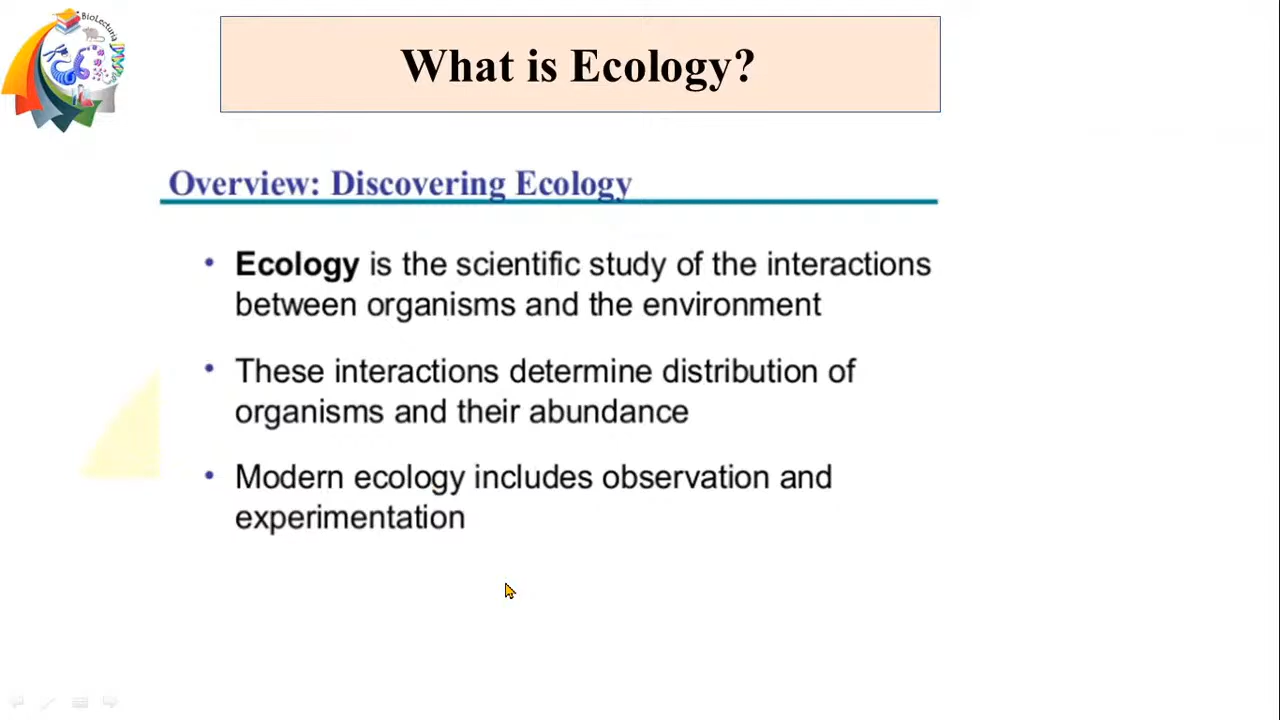 BioLecturia
What is Ecology?
Overview: Discovering Ecology
• Ecology is the scientific study of the interactions
between organisms and the environment
• These interactions determine distribution of
organisms and their abundance
• Modern ecology includes observation and
experimentation